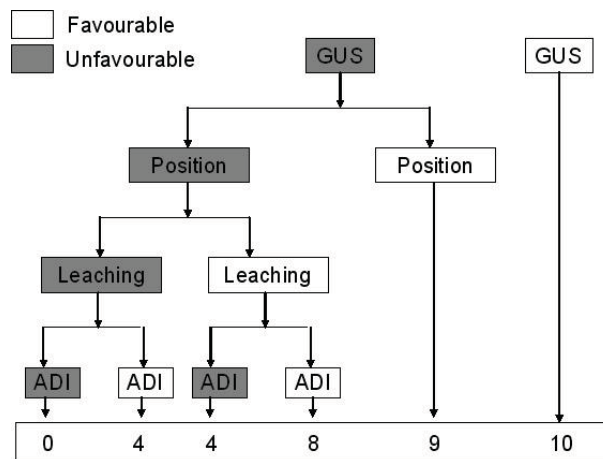 Favourable
Unfavourable
GUS GUS
Position Position
Leaching Leaching
ADI ADI ADI ADI
0 4 4 8 9 10